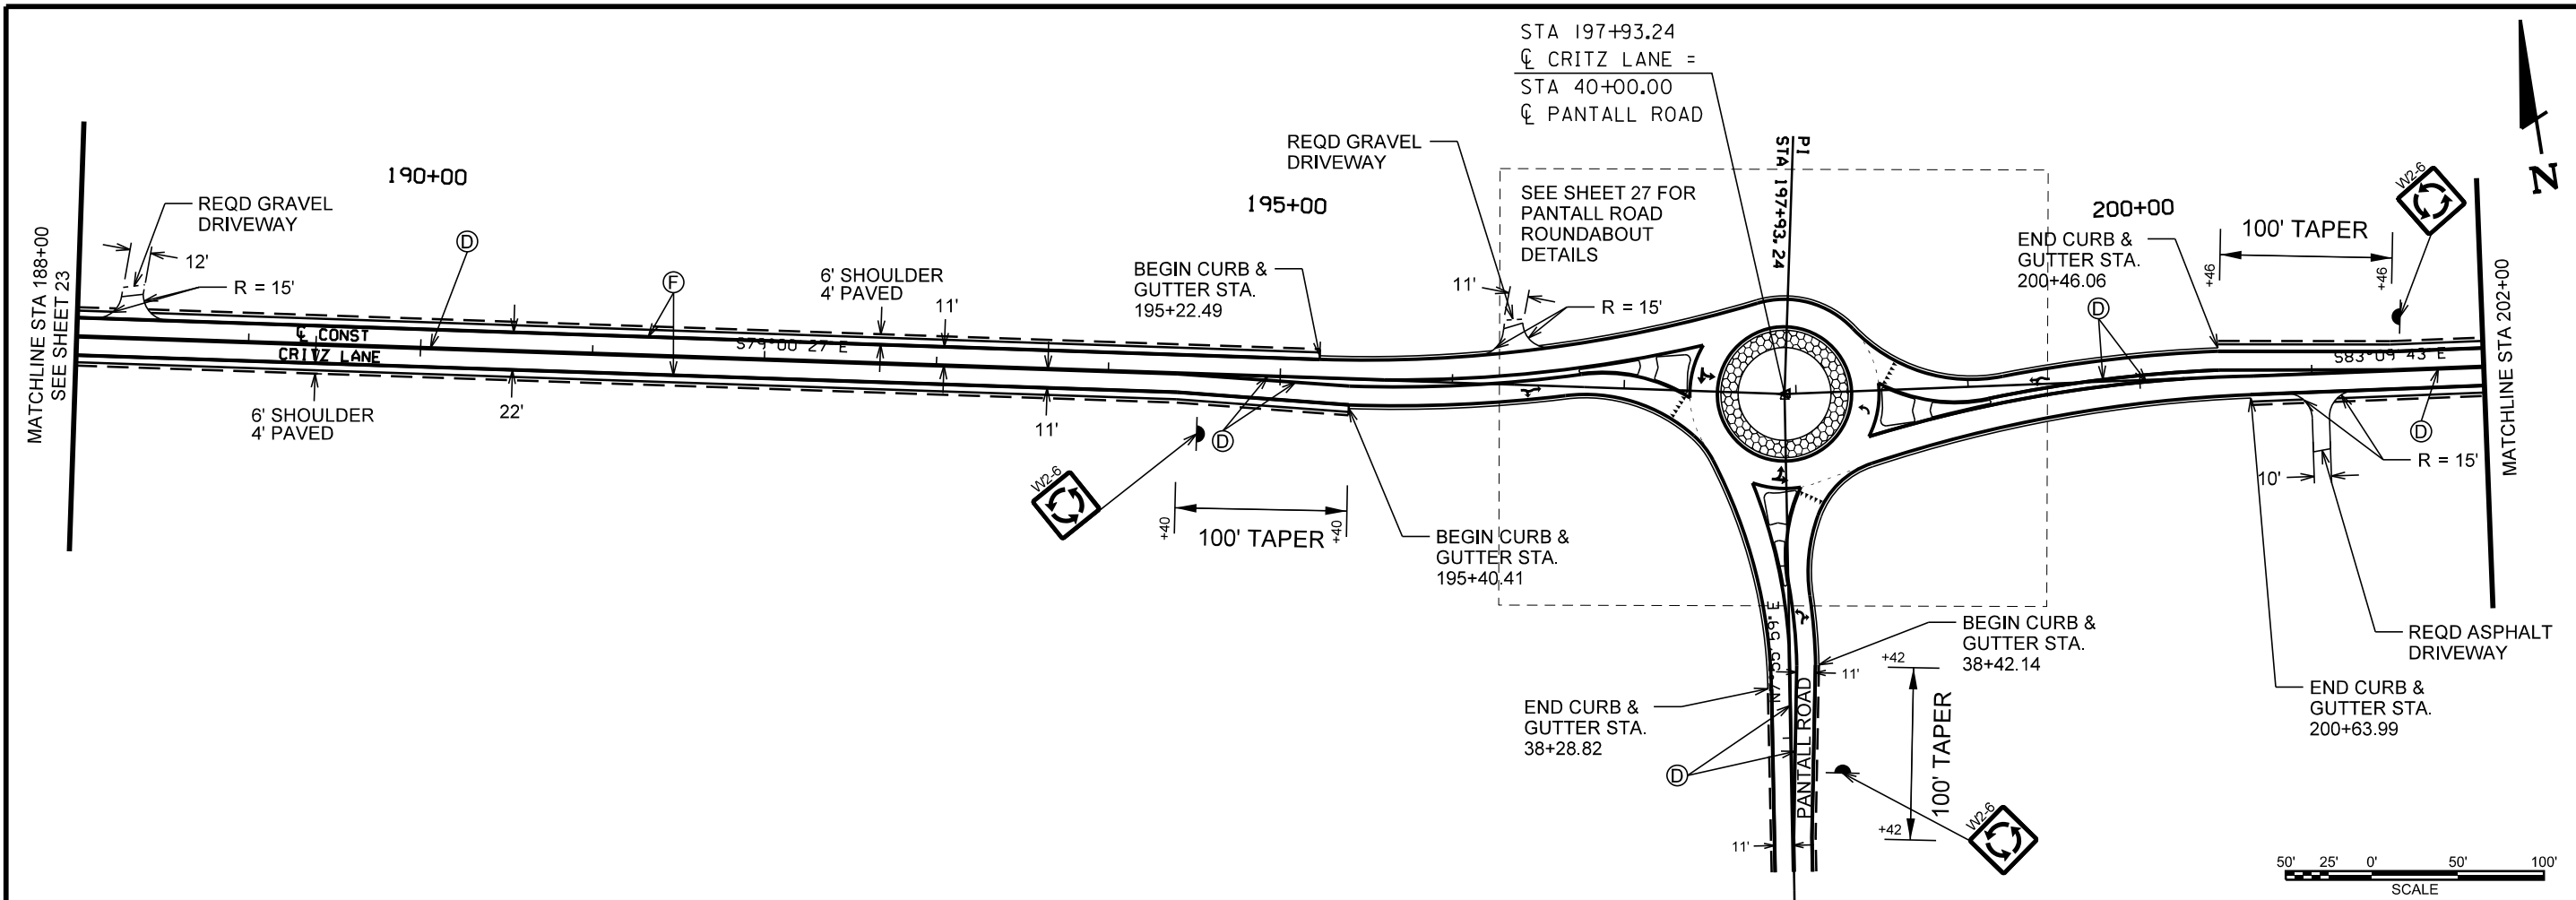 STA 197+93.24
℄ CRITZ LANE =
STA 40+00.00
℄ PANTALL ROAD
REQD GRAVEL
DRIVEWAY
190+00
REQD GRAVEL
DRIVEWAY
12'
R = 15'
D
F
MATCHLINE STA 188+00
SEE SHEET 23
℄ CONST
CRITZ LANE
6' SHOULDER
4' PAVED
22'
6' SHOULDER
4' PAVED
11'
S79°00 27 E
11'
195+00
BEGIN CURB &
GUTTER STA.
195+22.49
11'
R = 15'
SEE SHEET 27 FOR
PANTALL ROAD
ROUNDABOUT
DETAILS
PI
STA 197+93.24
200+00
END CURB &
GUTTER STA.
200+46.06
100' TAPER
+46
+46
W2-6
N
D
S83°09 43 E
MATCHLINE STA 202+00
D
R = 15'
10'
REQD ASPHALT
DRIVEWAY
END CURB &
GUTTER STA.
200+63.99
W2-6
D
+40
100' TAPER
+40
BEGIN CURB &
GUTTER STA.
195+40.41
BEGIN CURB &
GUTTER STA.
38+42.14
+42
11'
END CURB &
GUTTER STA.
38+28.82
PANTALL ROAD
D
100' TAPER
+42
11'
W2-6
50' 25' 0' 50' 100'
SCALE